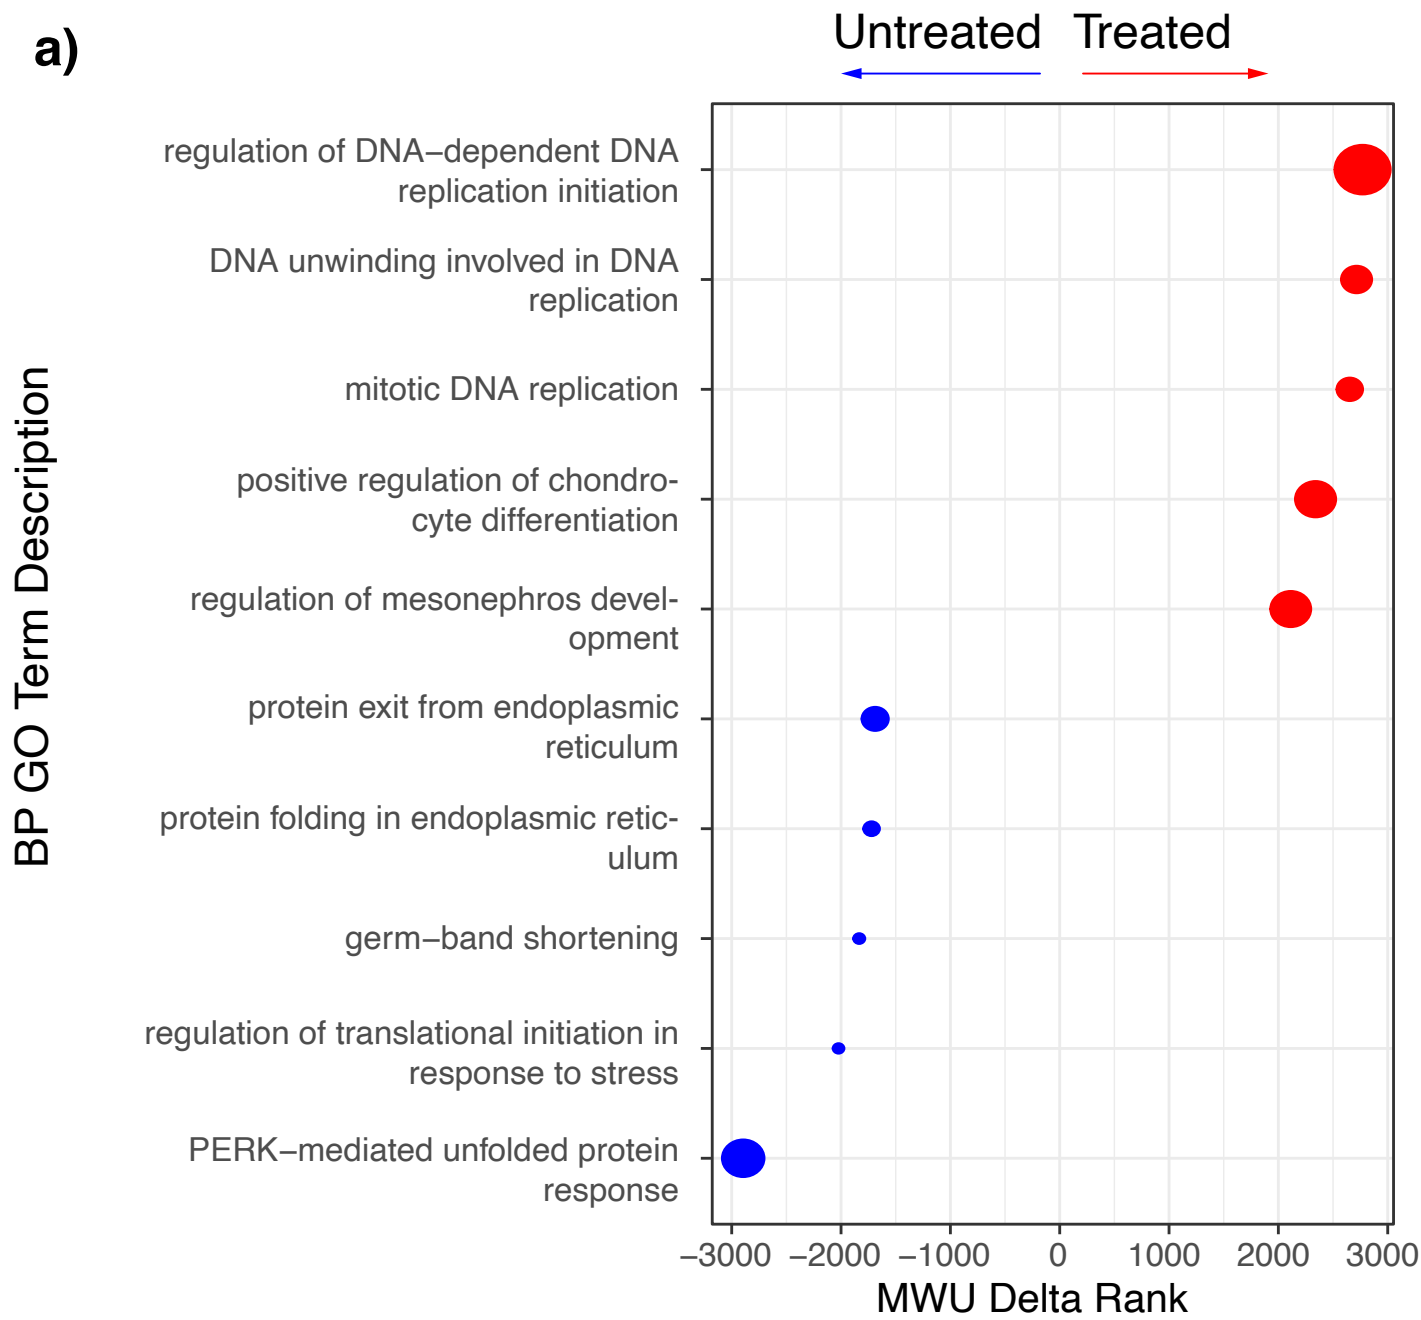 a)
Untreated Treated
regulation of DNA−dependent DNA
replication initiation
DNA unwinding involved in DNA
replication
mitotic DNA replication
positive regulation of chondro-
cyte differentiation
regulation of mesonephros devel-
opment
protein exit from endoplasmic
reticulum
protein folding in endoplasmic retic-
ulum
germ−band shortening
regulation of translational initiation in
response to stress
PERK−mediated unfolded protein
response
BP GO Term Description
−3000 −2000 −1000 0 1000 2000 3000
MWU Delta Rank